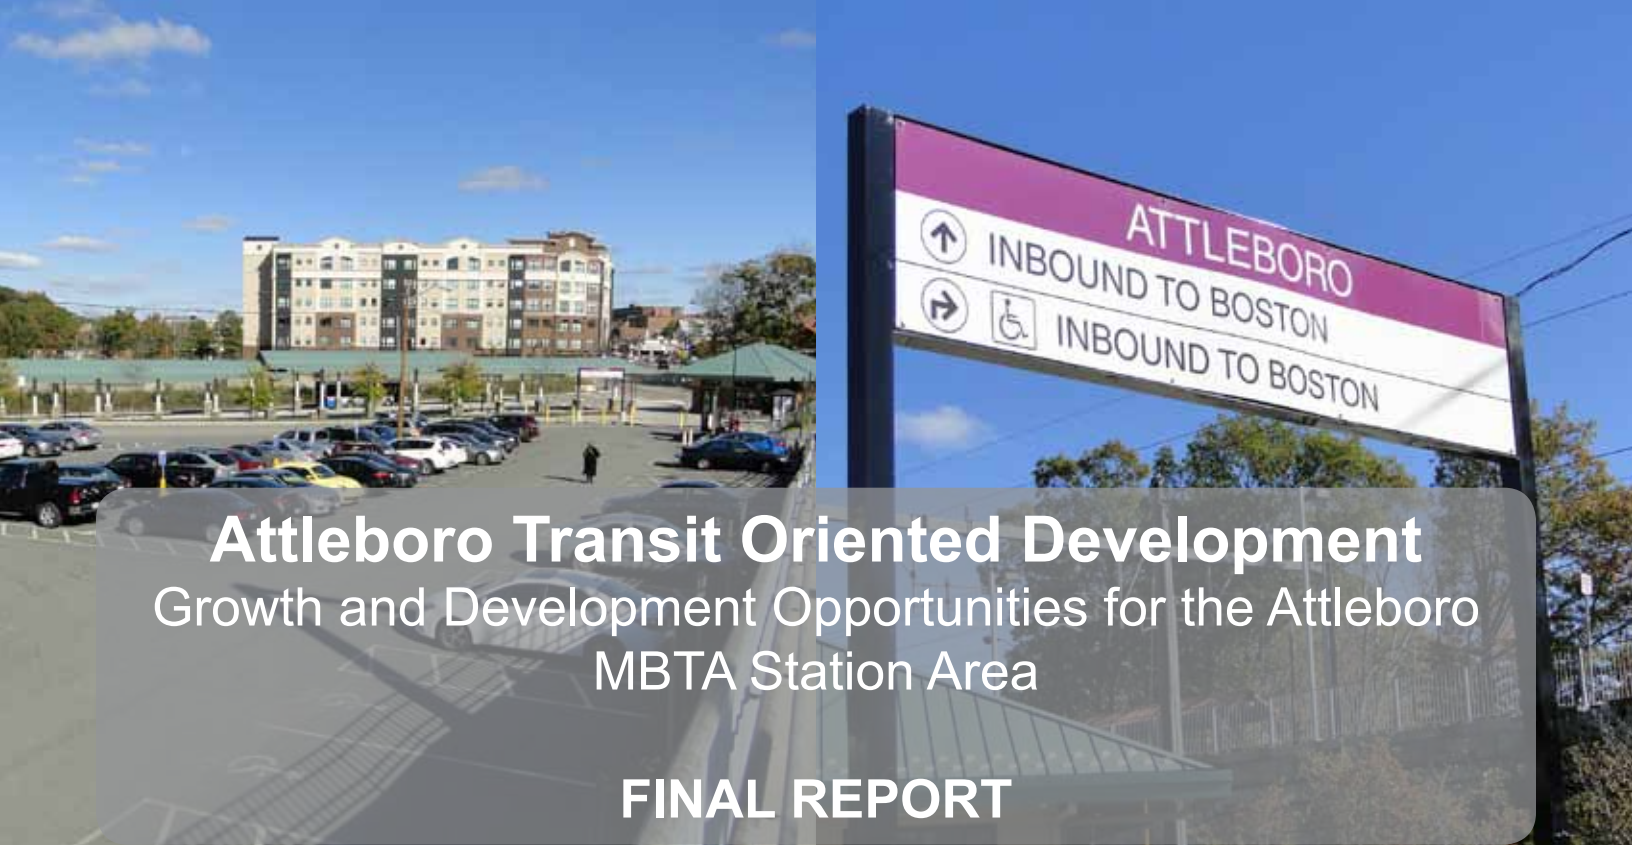 ATTLEBORO
INBOUND TO BOSTON
INBOUND TO BOSTON
Attleboro Transit Oriented Development
Growth and Development Opportunities for the Attleboro
MBTA Station Area
FINAL REPORT